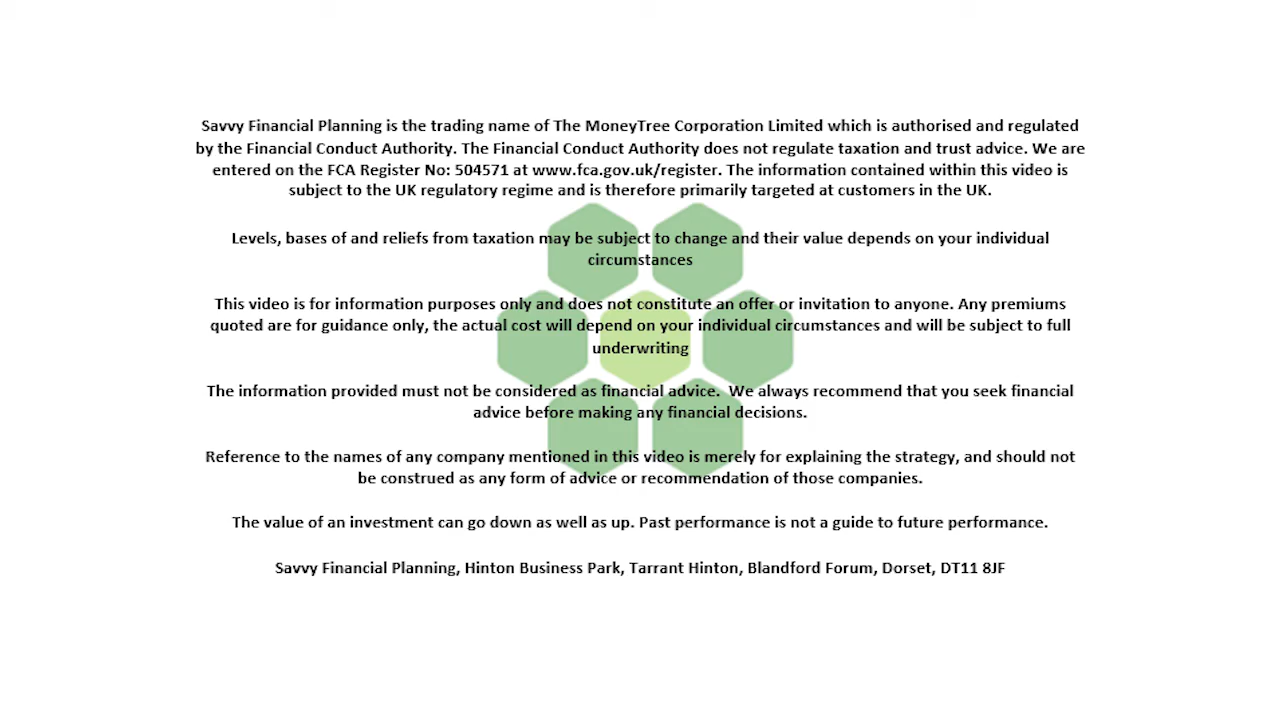 Savvy Financial Planning is the trading name of The MoneyTree Corporation Limited which is authorised and regulated
by the Financial Conduct Authority. The Financial Conduct Authority does not regulate taxation and trust advice. We are
entered on the FCA Register No: 504571 at www.fca.gov.uk/register. The information contained within this video is
subject to the UK regulatory regime and is therefore primarily targeted at customers in the UK.
Levels, bases of and reliefs from taxation may be subject to change and their value depends on your individual
circumstances
This video is for information purposes only and does not constitute an offer or invitation to anyone. Any premiums
quoted are for guidance only, the actual cost will depend on your individual circumstances and will be subject to full
underwriting
The information provided must not be considered as financial advice.  We always recommend that you seek financial
advice before making any financial decisions.
Reference to the names of any company mentioned in this video is merely for explaining the strategy, and should not
be construed as any form of advice or recommendation of those companies.
The value of an investment can go down as well as up. Past performance is not a guide to future performance.
Savvy Financial Planning, Hinton Business Park, Tarrant Hinton, Blandford Forum, Dorset, DT11 8JF